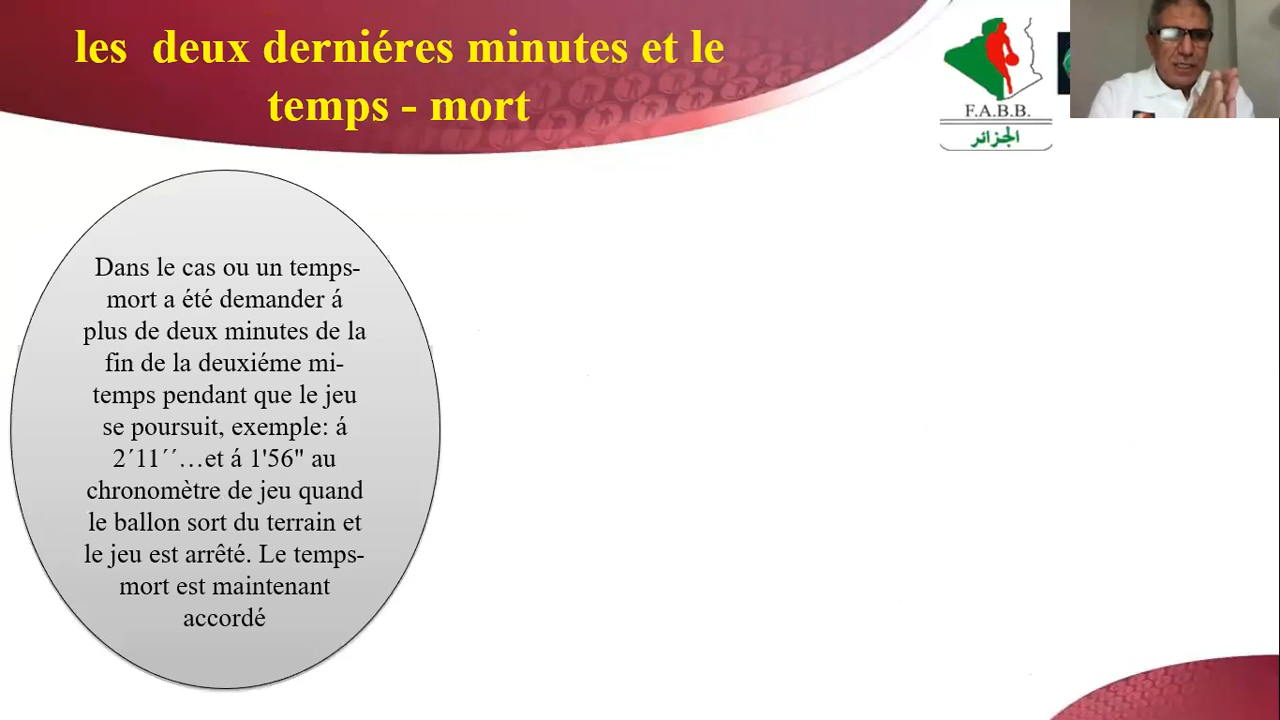 les  deux derniéres minutes et le
temps - mort
F.A.B.B.
الجزائر
Dans le cas ou un temps-
mort a été demander á
plus de deux minutes de la
fin de la deuxiéme mi-
temps pendant que le jeu
se poursuit, exemple: á
2´11´´…et á 1'56" au
chronomètre de jeu quand
le ballon sort du terrain et
le jeu est arrêté. Le temps-
mort est maintenant
accordé